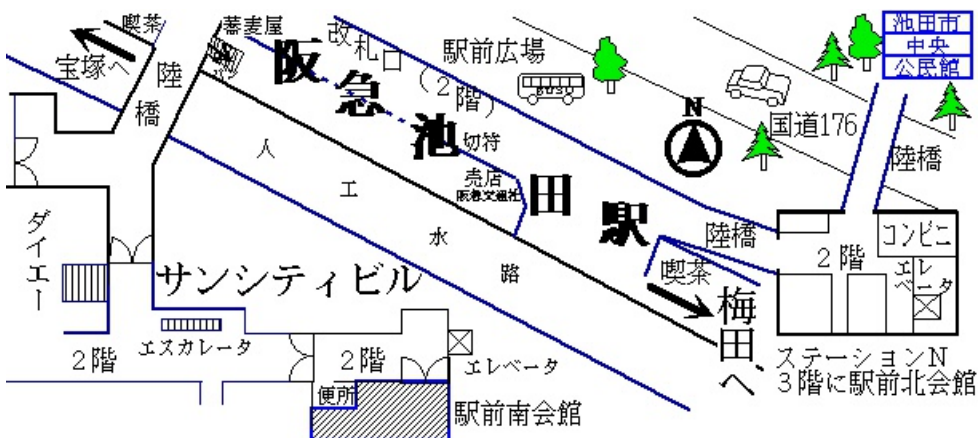 喫茶
蕎麦屋
宝塚へ
陸橋
阪急池田駅
改札口
(2階)
駅前広場
BUSU
池田市
中央
公民館
N
国道176
陸橋
切符
売店
阪急交通社
人工水路
陸橋
喫茶
梅田へ
2階
コンビニ
エレベータ
ダイエー
サンシティビル
エスカレータ
2階
2階
エレベータ
便所
駅前南会館
ステーションN
3階に駅前北会館